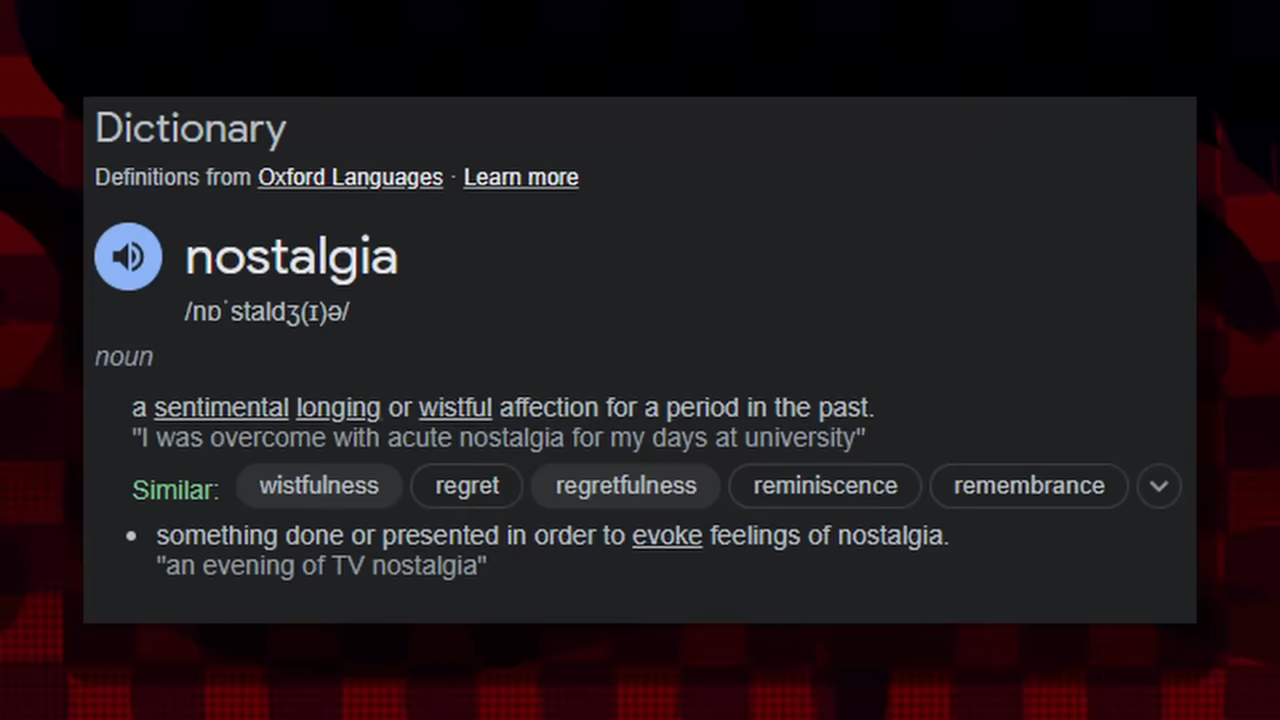 Dictionary
Definitions from Oxford Languages · Learn more
nostalgia
/nɒˈstaldʒ(ɪ)ə/
noun
a sentimental longing or wistful affection for a period in the past.
"I was overcome with acute nostalgia for my days at university"
Similar: wistfulness regret regretfulness reminiscence remembrance
• something done or presented in order to evoke feelings of nostalgia.
"an evening of TV nostalgia"